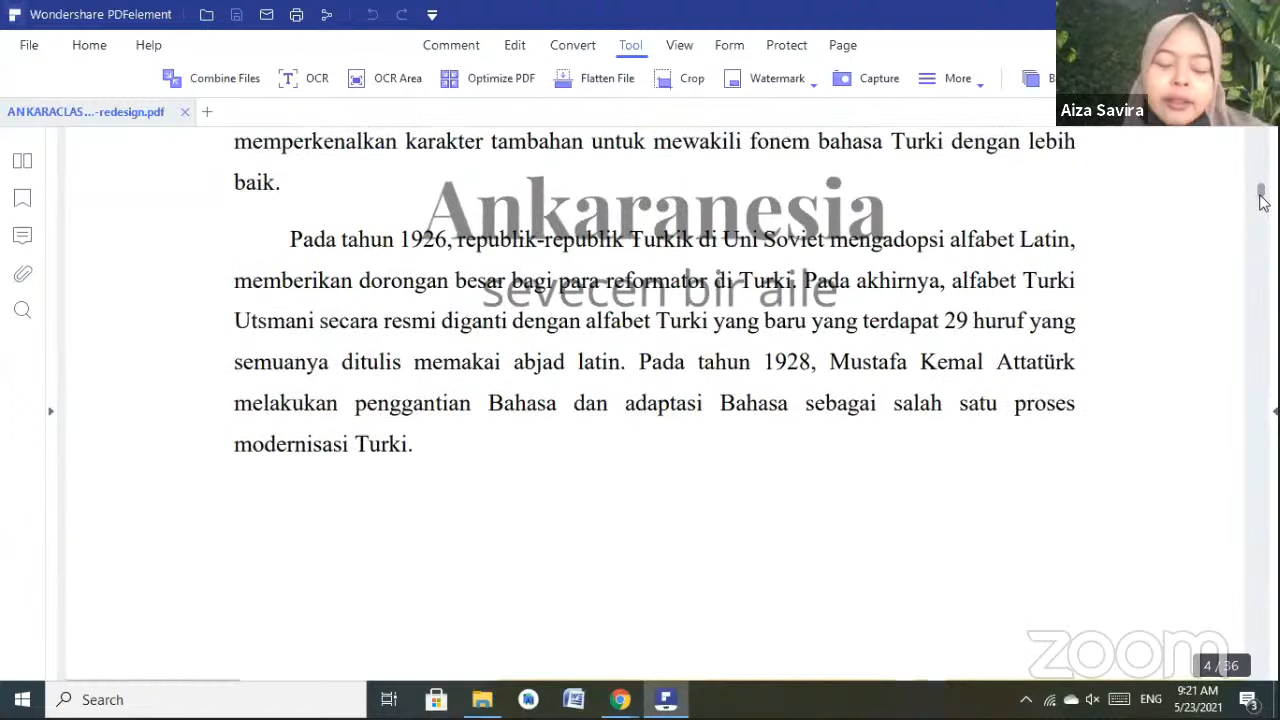 Wondershare PDFelement
File Home Help Comment Edit Convert Tool View Form Protect Page
Combine Files OCR OCR Area Optimize PDF Flatten File Crop Watermark Capture More B
Aiza Savira
ANKARACLAS...-redesign.pdf
memperkenalkan karakter tambahan untuk mewakili fonem bahasa Turki dengan lebih
baik.
Ankaranesia
Pada tahun 1926, republik-republik Turkik di Uni Soviet mengadopsi alfabet Latin,
memberikan dorongan besar bagi para reformator di Turki. Pada akhirnya, alfabet Turki
sevecen bir aile
Utsmani secara resmi diganti dengan alfabet Turki yang baru yang terdapat 29 huruf yang
semuanya ditulis memakai abjad latin. Pada tahun 1928, Mustafa Kemal Attatürk
melakukan penggantian Bahasa dan adaptasi Bahasa sebagai salah satu proses
modernisasi Turki.
zoom
4 / 36
Search
ENG
9:21 AM
5/23/2021
3